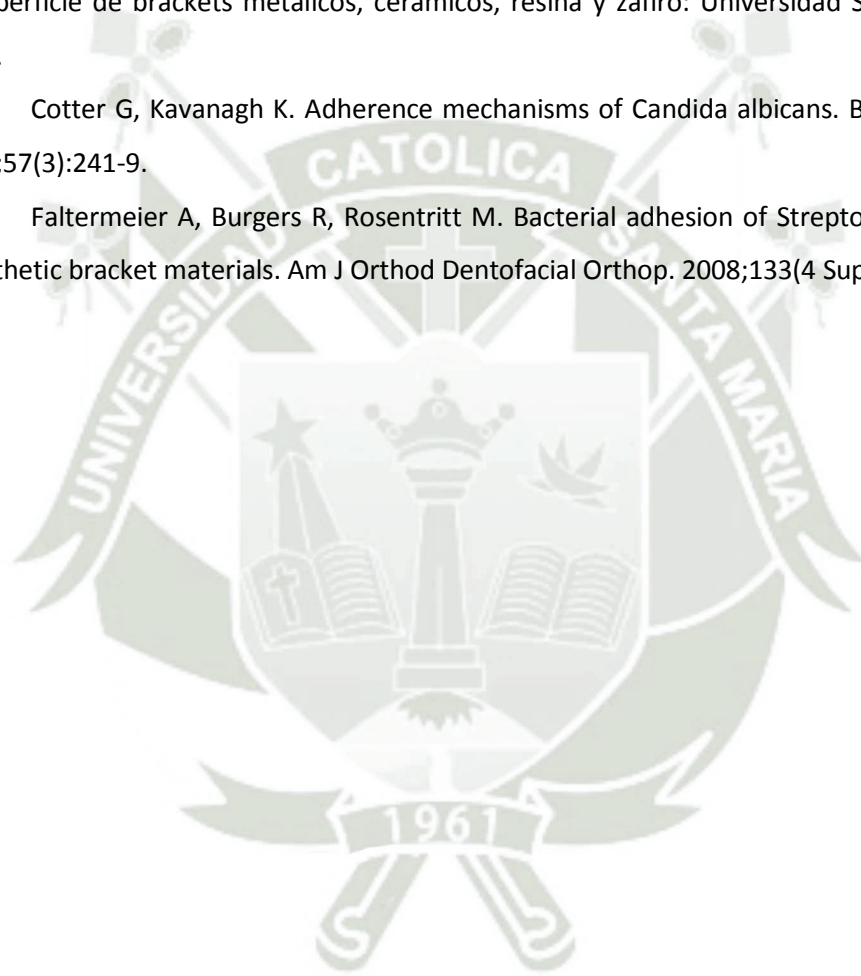 perficie de brackets metálicos, cerámicos, resina y zafiro: Universidad S
.
Cotter G, Kavanagh K. Adherence mechanisms of Candida albicans. B
;57(3):241-9.
Faltermeier A, Burgers R, Rosentritt M. Bacterial adhesion of Strepto
thetic bracket materials. Am J Orthod Dentofacial Orthop. 2008;133(4 Sup
UNIVERSIDAD CATOLICA SANTA MARIA
1961